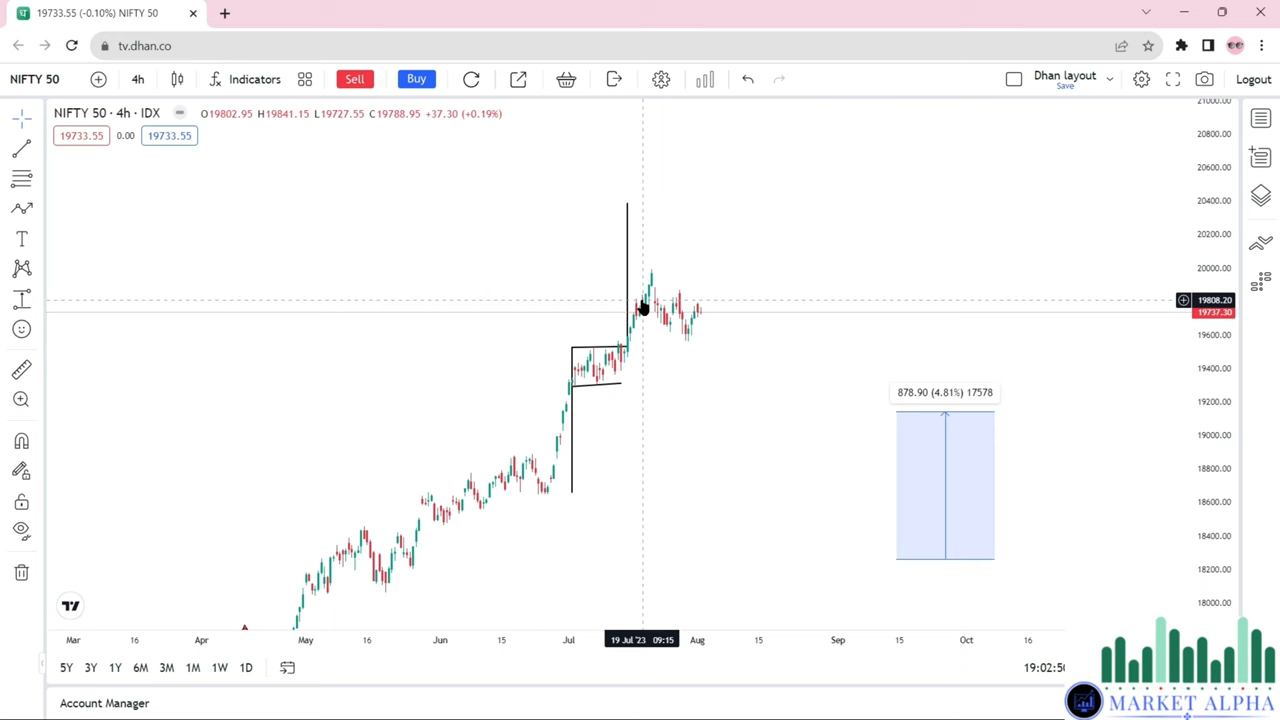 19733.55 (-0.10%) NIFTY 50
tv.dhan.co
NIFTY 50
4h
Indicators
Sell
Buy
Dhan layout
Save
Logout
NIFTY 50 · 4h · IDX
O19802.95 H19841.15 L19727.55 C19788.95 +37.30 (+0.19%)
19733.55 0.00 19733.55
21000.00
20800.00
20600.00
20400.00
20200.00
20000.00
19808.20
19737.30
19600.00
19400.00
19200.00
19000.00
18800.00
18600.00
18400.00
18200.00
18000.00
878.90 (4.81%) 17578
Mar 16 Apr May 16 Jun 15 Jul 19 Jul '23 09:15 Aug 15 Sep 15 Oct 16
5Y 3Y 1Y 6M 3M 1M 1W 1D
19:02:50
Account Manager
MARKET ALPHA